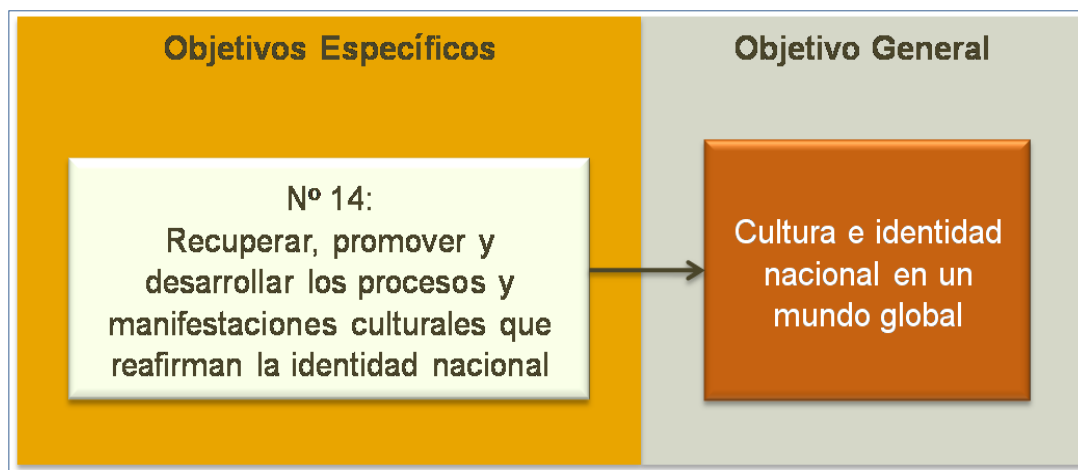 Objetivos Específicos
Objetivo General
Nº 14:
Recuperar, promover y
desarrollar los procesos y
manifestaciones culturales que
reafirman la identidad nacional
Cultura e identidad
nacional en un
mundo global